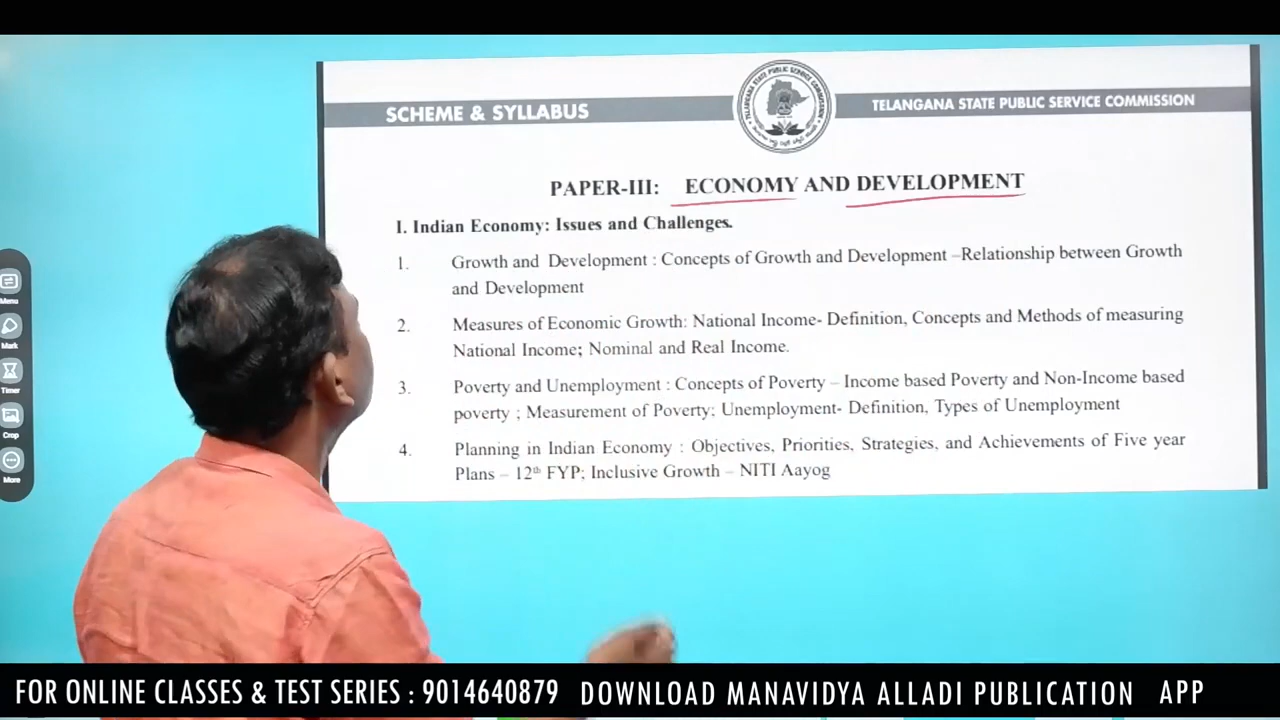 SCHEME & SYLLABUS
TELANGANA STATE PUBLIC SERVICE COMMISSION
TELANGANA STATE PUBLIC SERVICE COMMISSION
PAPER-III: ECONOMY AND DEVELOPMENT
I. Indian Economy: Issues and Challenges.
1. Growth and Development : Concepts of Growth and Development –Relationship between Growth
and Development
2. Measures of Economic Growth: National Income- Definition, Concepts and Methods of measuring
National Income; Nominal and Real Income.
3. Poverty and Unemployment : Concepts of Poverty – Income based Poverty and Non-Income based
poverty ; Measurement of Poverty: Unemployment- Definition, Types of Unemployment
4. Planning in Indian Economy : Objectives, Priorities, Strategies, and Achievements of Five year
Plans – 12th FYP; Inclusive Growth – NITI Aayog
Menu
Mark
Timer
Crop
More
FOR ONLINE CLASSES & TEST SERIES : 9014640879 DOWNLOAD MANAVIDYA ALLADI PUBLICATION APP